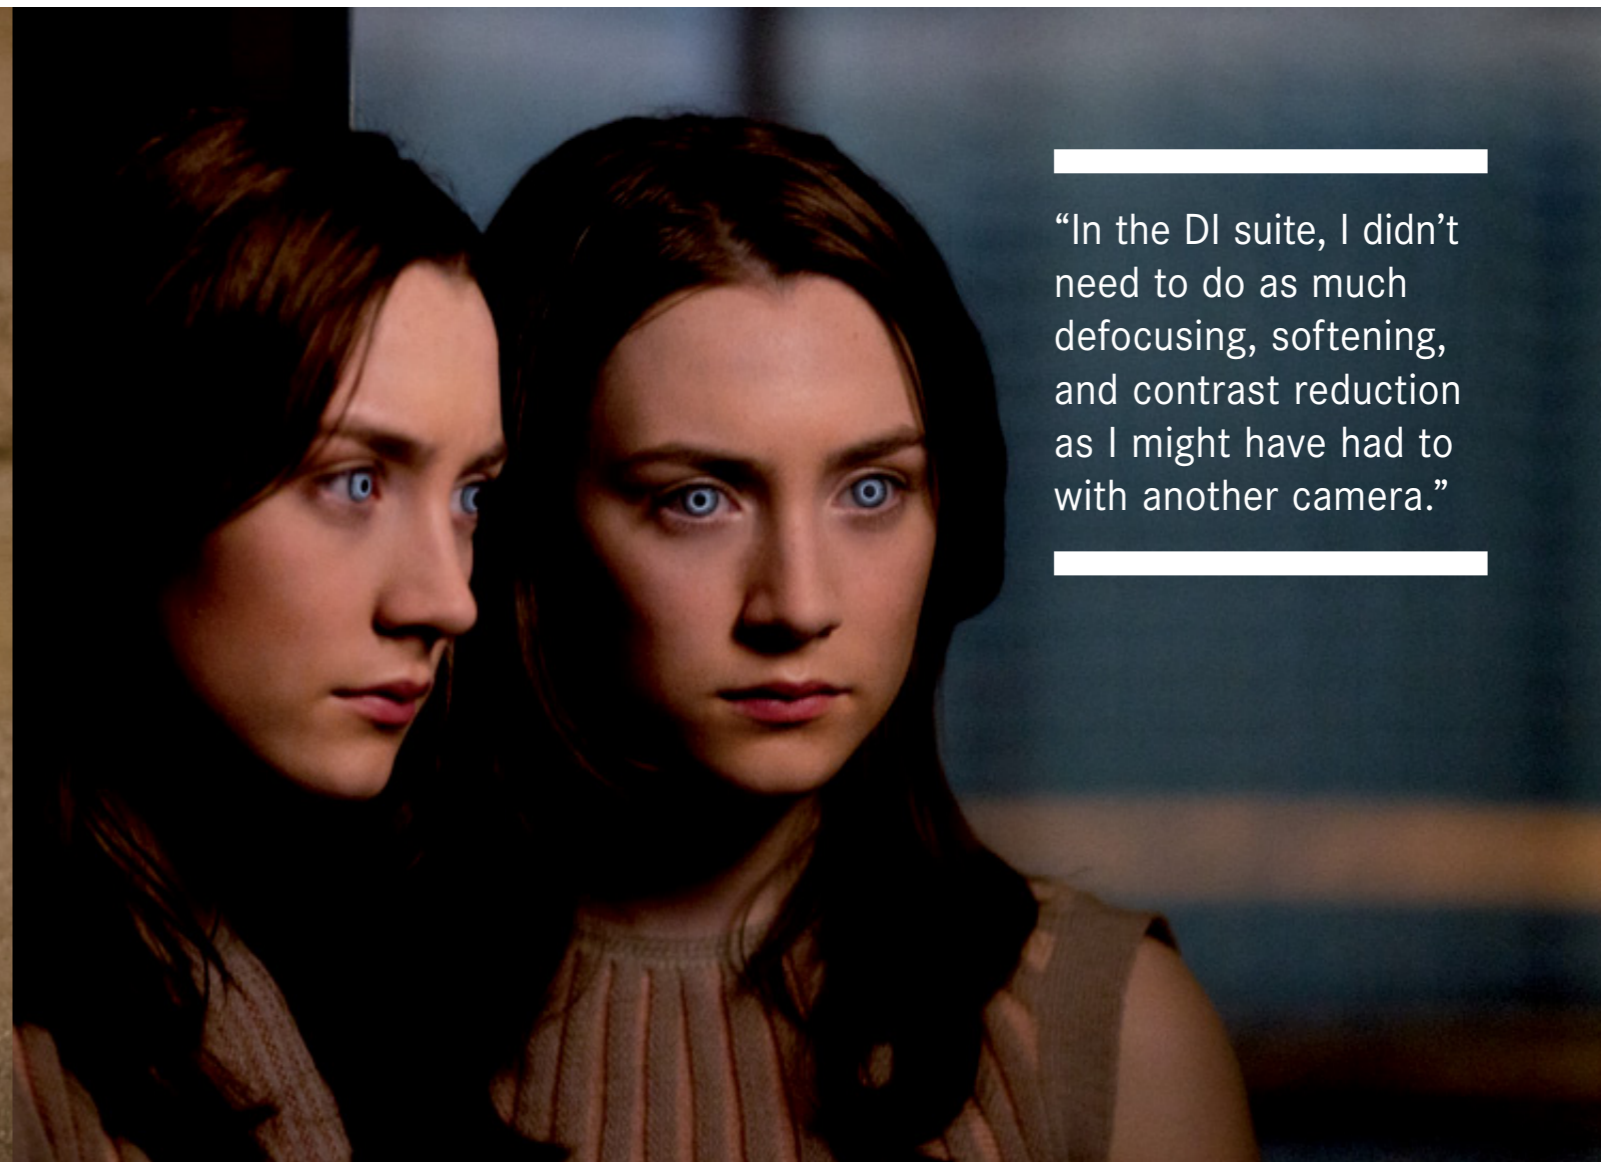 “In the DI suite, I didn’t
need to do as much
defocusing, softening,
and contrast reduction
as I might have had to
with another camera.”